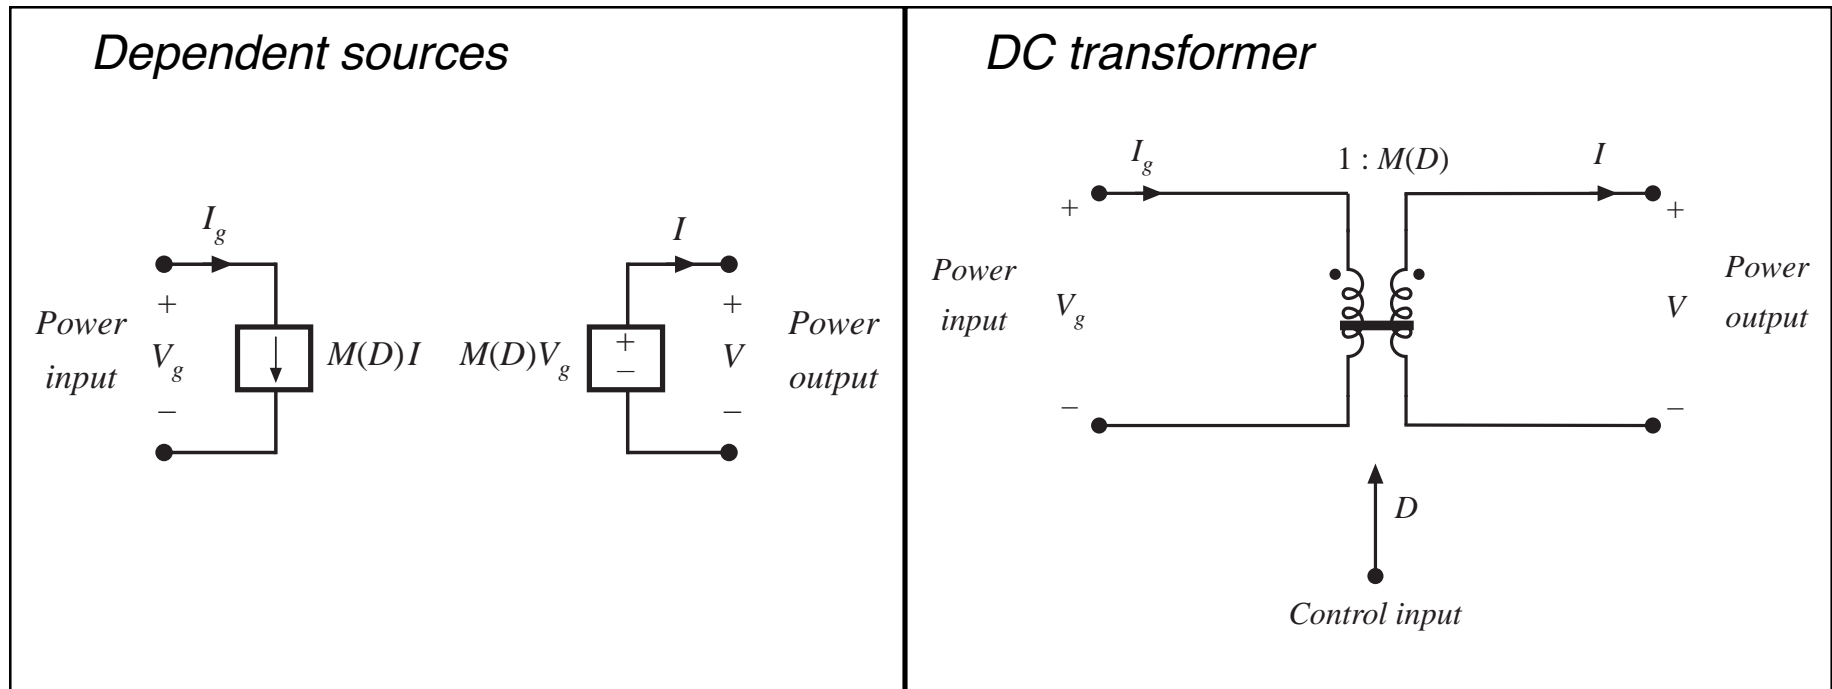 Dependent sources
I_g
I
+
+
Power
input
V_g
M(D)I
M(D)V_g
+
–
V
Power
output
–
–
DC transformer
I_g
1 : M(D)
I
+
+
Power
input
V_g
V
Power
output
–
–
D
Control input